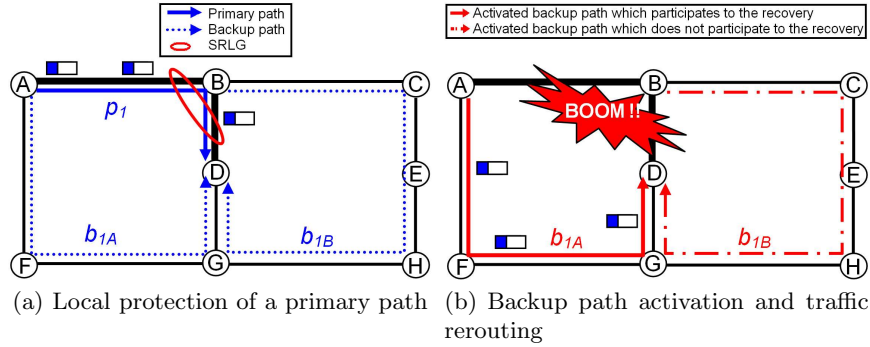 Primary path
Backup path
SRLG
A
B
C
p1
D
E
b1A
b1B
F
G
H
(a) Local protection of a primary path
Activated backup path which participates to the recovery
Activated backup path which does not participate to the recovery
A
B
C
BOOM !!
D
E
b1A
b1B
F
G
H
(b) Backup path activation and traffic
rerouting